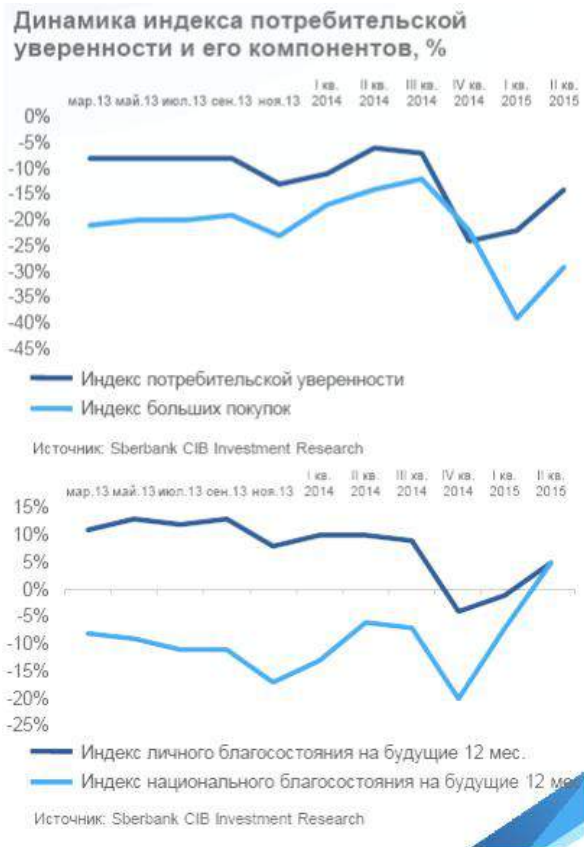 Динамика индекса потребительской
уверенности и его компонентов, %
I кв. II кв. III кв. IV кв. I кв. II кв.
мар.13 май.13 июл.13 сен.13 ноя.13 2014 2014 2014 2014 2015 2015
0%
-5%
-10%
-15%
-20%
-25%
-30%
-35%
-40%
-45%
Индекс потребительской уверенности
Индекс больших покупок
Источник: Sberbank CIB Investment Research
I кв. II кв. III кв. IV кв. I кв. II кв.
мар.13 май.13 июл.13 сен.13 ноя.13 2014 2014 2014 2014 2015 2015
15%
10%
5%
0%
-5%
-10%
-15%
-20%
-25%
Индекс личного благосостояния на будущие 12 мес.
Индекс национального благосостояния на будущие 12 мес
Источник: Sberbank CIB Investment Research